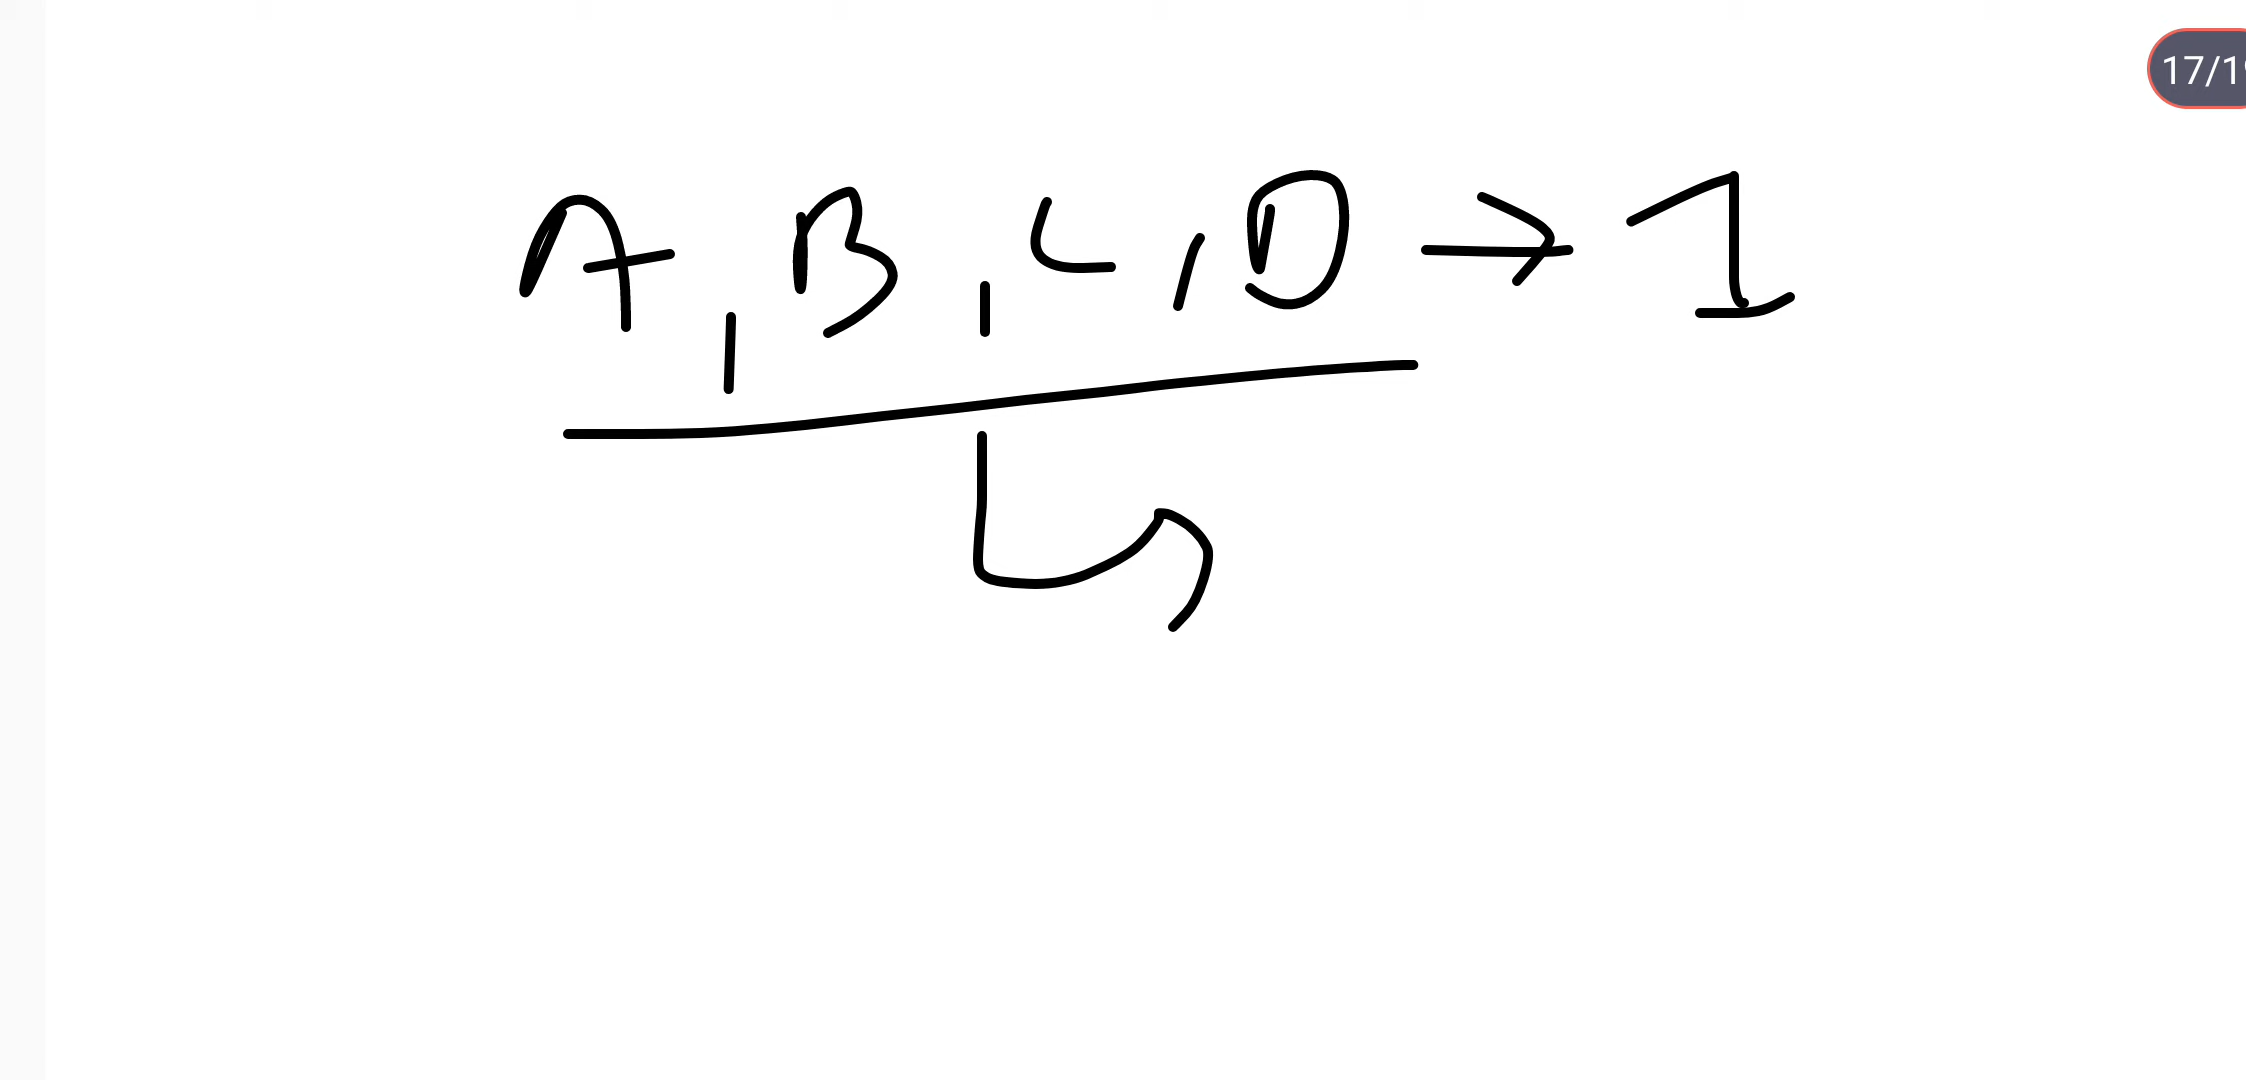 17/1
A, B, C, D → 1